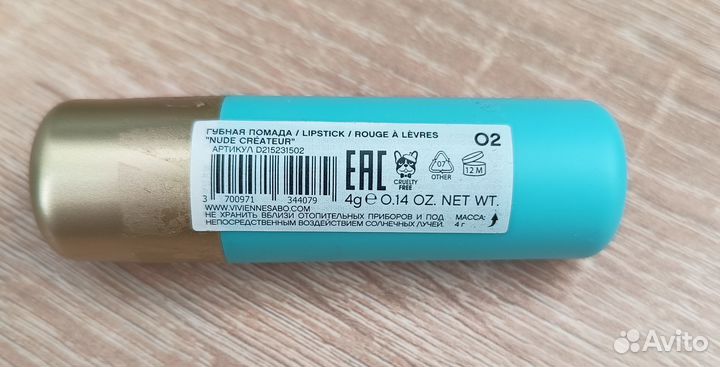 ГУБНАЯ ПОМАДА / LIPSTICK / ROUGE À LÈVRES
"NUDE CRÉATEUR"
02
АРТИКУЛ D215231502
EAC
CRUELTY
FREE
07
OTHER
12 M
3 700971 344079
4g e 0.14 OZ. NET WT.
WWW.VIVIENNESABO.COM
НЕ ХРАНИТЬ ВБЛИЗИ ОТОПИТЕЛЬНЫХ ПРИБОРОВ И ПОД
НЕПОСРЕДСТВЕННЫМ ВОЗДЕЙСТВИЕМ СОЛНЕЧНЫХ ЛУЧЕЙ.
МАССА:
4 г
Avito